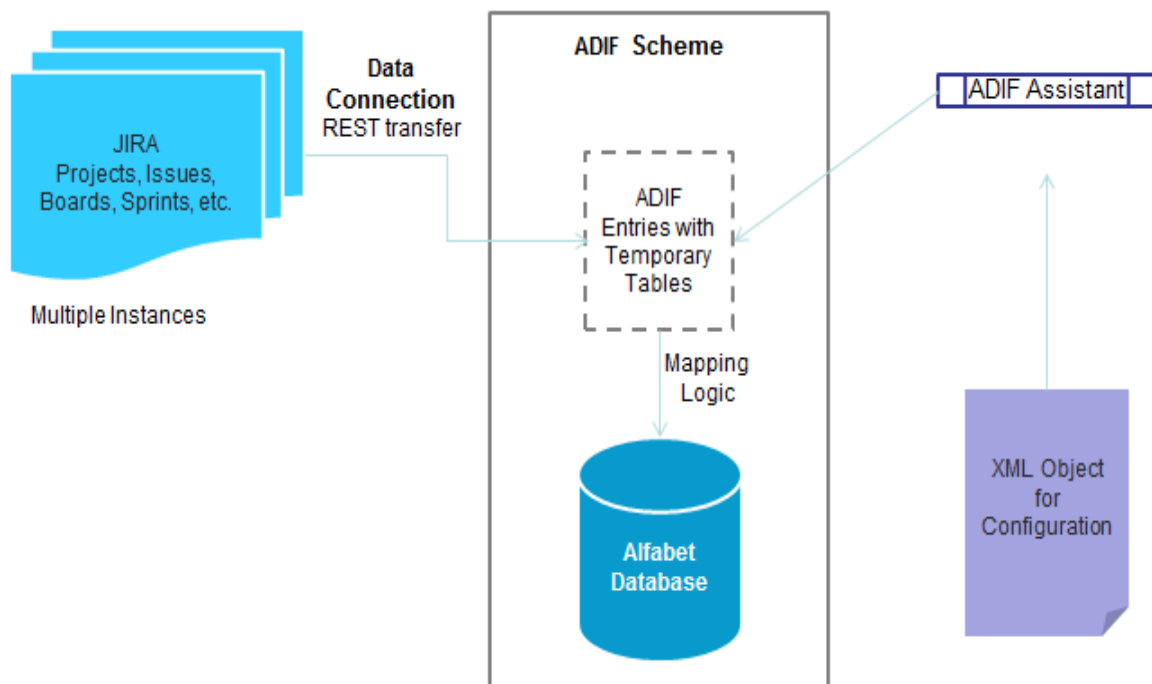 JIRA
Projects, Issues,
Boards, Sprints, etc.
Multiple Instances
Data
Connection
REST transfer
ADIF Scheme
ADIF
Entries with
Temporary
Tables
Mapping
Logic
Alfabet
Database
ADIF Assistant
XML Object
for
Configuration